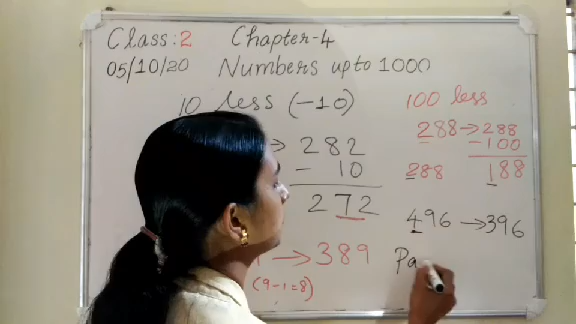 Class:2 Chapter-4
05/10/20 Numbers upto 1000
10 less (-10)
→ 282
- 10
272
→ 389
(9-1=8)
100 less
288→288
-100
288 188
496 →396
Pa